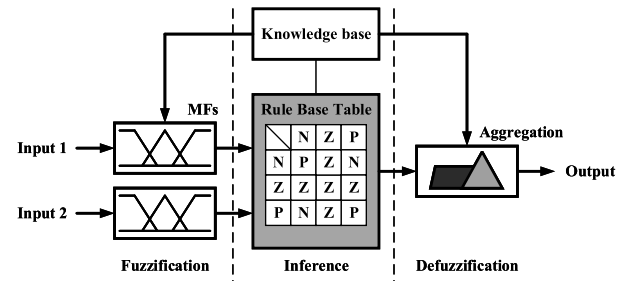 Knowledge base
MFs
Rule Base Table
N Z P
N P Z N
Z Z Z Z
P N Z P
Input 1
Input 2
Aggregation
Output
Fuzzification
Inference
Defuzzification